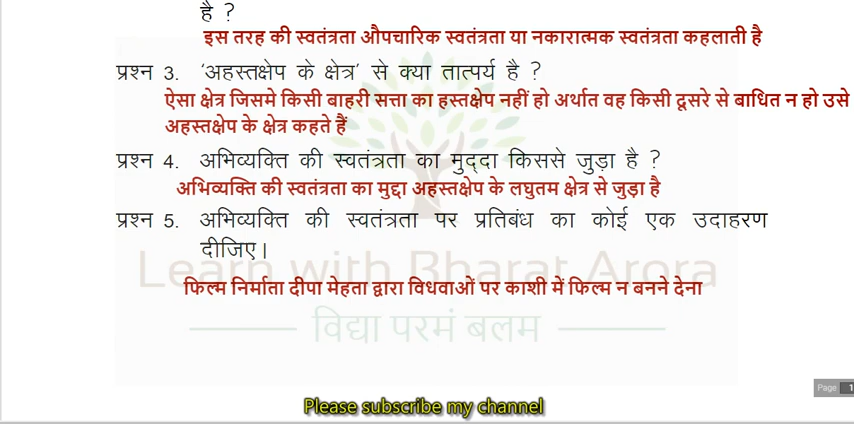 है ?
इस तरह की स्वतंत्रता औपचारिक स्वतंत्रता या नकारात्मक स्वतंत्रता कहलाती है
प्रश्न 3. ‘अहस्तक्षेप के क्षेत्र’ से क्या तात्पर्य है ?
ऐसा क्षेत्र जिसमे किसी बाहरी सत्ता का हस्तक्षेप नहीं हो अर्थात वह किसी दूसरे से बाधित न हो उसे
अहस्तक्षेप के क्षेत्र कहते हैं
प्रश्न 4. अभिव्यक्ति की स्वतंत्रता का मुद्दा किससे जुड़ा है ?
अभिव्यक्ति की स्वतंत्रता का मुद्दा अहस्तक्षेप के लघुतम क्षेत्र से जुड़ा है
प्रश्न 5. अभिव्यक्ति की स्वतंत्रता पर प्रतिबंध का कोई एक उदाहरण
दीजिए।
Learn with Bharat Arora
फिल्म निर्माता दीपा मेहता द्वारा विधवाओं पर काशी में फिल्म न बनने देना
विद्या परमं बलम
Page 1
Please subscribe my channel